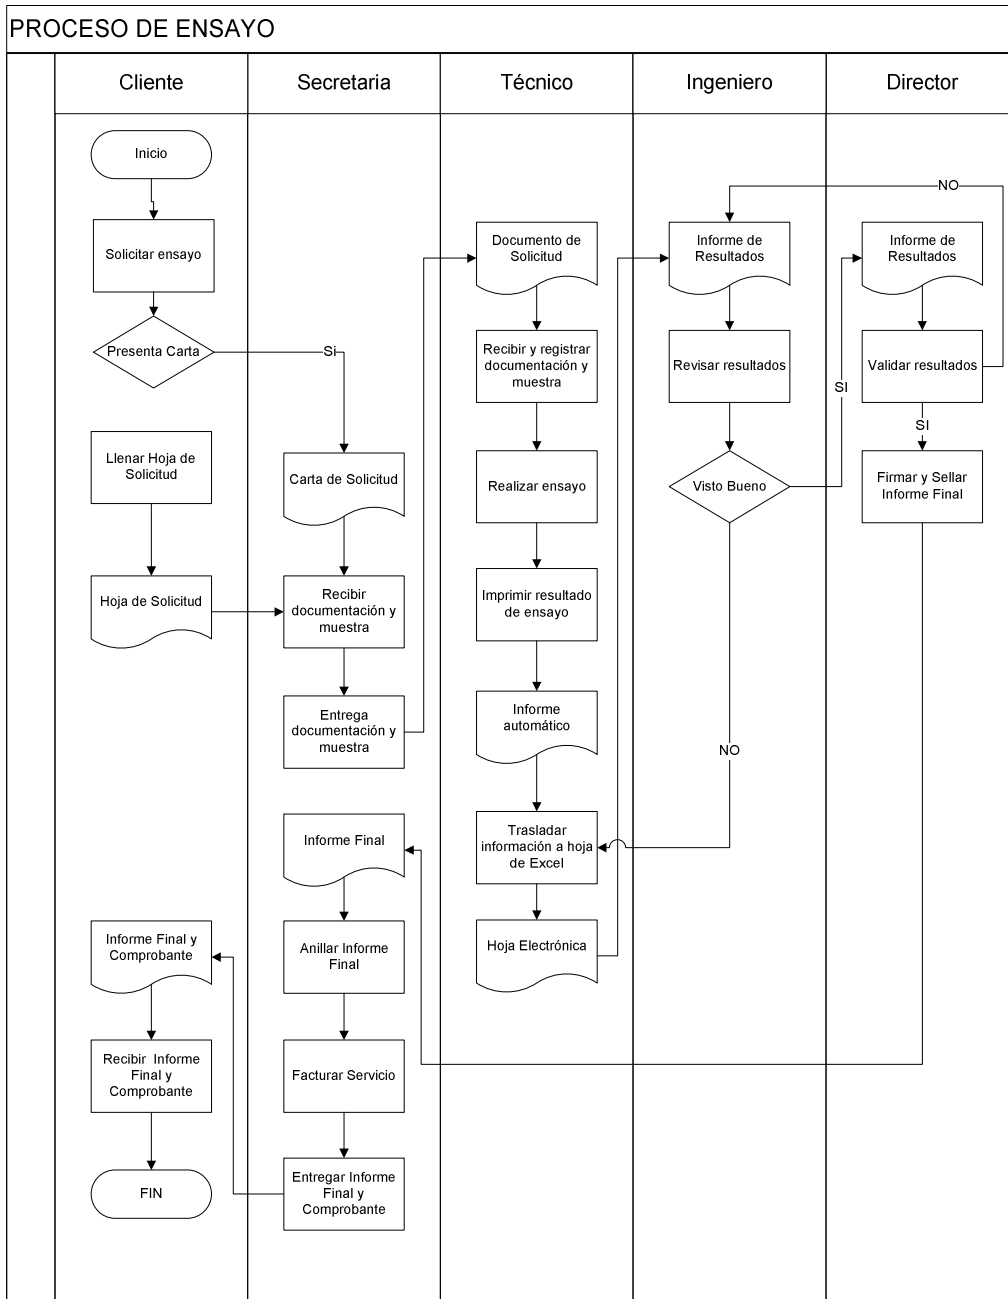 PROCESO DE ENSAYO
Cliente
Secretaria
Técnico
Ingeniero
Director
Inicio
Solicitar ensayo
Presenta Carta
Si
Llenar Hoja de
Solicitud
Hoja de Solicitud
Carta de Solicitud
Recibir
documentación y
muestra
Entrega
documentación y
muestra
Documento de
Solicitud
Recibir y registrar
documentación y
muestra
Realizar ensayo
Imprimir resultado
de ensayo
Informe
automático
Trasladar
información a hoja
de Excel
Hoja Electrónica
Informe de
Resultados
Revisar resultados
Visto Bueno
NO
SI
Informe de
Resultados
NO
Validar resultados
SI
Firmar y Sellar
Informe Final
Informe Final
Anillar Informe
Final
Facturar Servicio
Entregar Informe
Final y
Comprobante
Informe Final y
Comprobante
Recibir  Informe
Final y
Comprobante
FIN